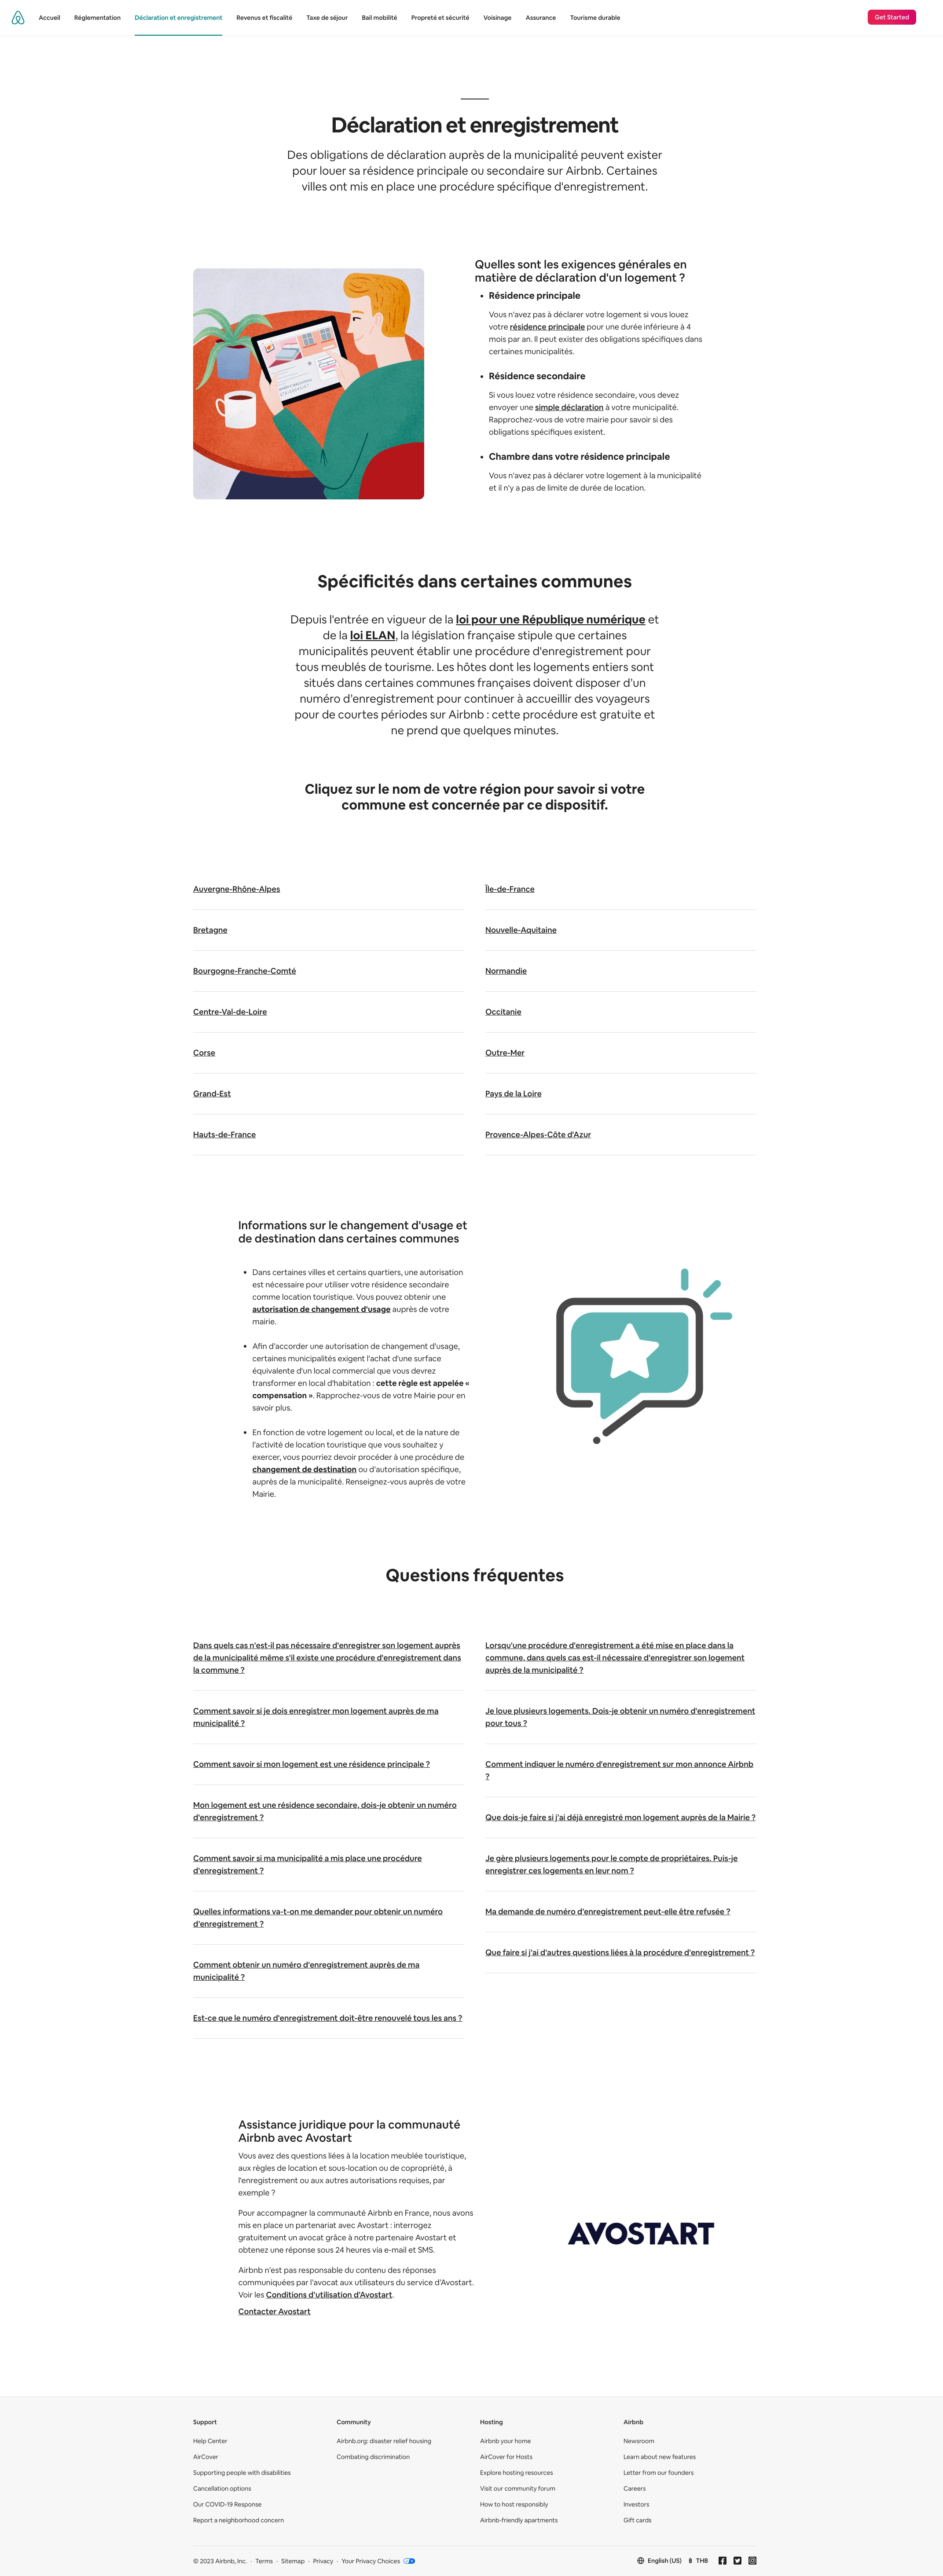 Accueil Réglementation Déclaration et enregistrement Revenus et fiscalité Taxe de séjour Bail mobilité Propreté et sécurité Voisinage Assurance Tourisme durable Get Started
Déclaration et enregistrement
Des obligations de déclaration auprès de la municipalité peuvent exister
pour louer sa résidence principale ou secondaire sur Airbnb. Certaines
villes ont mis en place une procédure spécifique d'enregistrement.
Quelles sont les exigences générales en
matière de déclaration d'un logement ?
• Résidence principale
Vous n'avez pas à déclarer votre logement si vous louez
votre résidence principale pour une durée inférieure à 4
mois par an. Il peut exister des obligations spécifiques dans
certaines municipalités.
• Résidence secondaire
Si vous louez votre résidence secondaire, vous devez
envoyer une simple déclaration à votre municipalité.
Rapprochez-vous de votre mairie pour savoir si des
obligations spécifiques existent.
• Chambre dans votre résidence principale
Vous n'avez pas à déclarer votre logement à la municipalité
et il n'y a pas de limite de durée de location.
Spécificités dans certaines communes
Depuis l'entrée en vigueur de la loi pour une République numérique et
de la loi ELAN, la législation française stipule que certaines
municipalités peuvent établir une procédure d'enregistrement pour
tous meublés de tourisme. Les hôtes dont les logements entiers sont
situés dans certaines communes françaises doivent disposer d'un
numéro d'enregistrement pour continuer à accueillir des voyageurs
pour de courtes périodes sur Airbnb : cette procédure est gratuite et
ne prend que quelques minutes.
Cliquez sur le nom de votre région pour savoir si votre
commune est concernée par ce dispositif.
Auvergne-Rhône-Alpes
Bretagne
Bourgogne-Franche-Comté
Centre-Val-de-Loire
Corse
Grand-Est
Hauts-de-France
Île-de-France
Nouvelle-Aquitaine
Normandie
Occitanie
Outre-Mer
Pays de la Loire
Provence-Alpes-Côte d'Azur
Informations sur le changement d'usage et
de destination dans certaines communes
• Dans certaines villes et certains quartiers, une autorisation
est nécessaire pour utiliser votre résidence secondaire
comme location touristique. Vous pouvez obtenir une
autorisation de changement d'usage auprès de votre
mairie.
• Afin d'accorder une autorisation de changement d'usage,
certaines municipalités exigent l'achat d'une surface
équivalente d'un local commercial que vous devrez
transformer en local d'habitation : cette règle est appelée «
compensation ». Rapprochez-vous de votre Mairie pour en
savoir plus.
• En fonction de votre logement ou local, et de la nature de
l'activité de location touristique que vous souhaitez y
exercer, vous pourriez devoir procéder à une procédure de
changement de destination ou d'autorisation spécifique,
auprès de la municipalité. Renseignez-vous auprès de votre
Mairie.
Questions fréquentes
Dans quels cas n'est-il pas nécessaire d'enregistrer son logement auprès
de la municipalité même s'il existe une procédure d'enregistrement dans
la commune ?
Comment savoir si je dois enregistrer mon logement auprès de ma
municipalité ?
Comment savoir si mon logement est une résidence principale ?
Mon logement est une résidence secondaire, dois-je obtenir un numéro
d'enregistrement ?
Comment savoir si ma municipalité a mis place une procédure
d'enregistrement ?
Quelles informations va-t-on me demander pour obtenir un numéro
d'enregistrement ?
Comment obtenir un numéro d'enregistrement auprès de ma
municipalité ?
Est-ce que le numéro d'enregistrement doit-être renouvelé tous les ans ?
Lorsqu'une procédure d'enregistrement a été mise en place dans la
commune, dans quels cas est-il nécessaire d'enregistrer son logement
auprès de la municipalité ?
Je loue plusieurs logements. Dois-je obtenir un numéro d'enregistrement
pour tous ?
Comment indiquer le numéro d'enregistrement sur mon annonce Airbnb
?
Que dois-je faire si j'ai déjà enregistré mon logement auprès de la Mairie ?
Je gère plusieurs logements pour le compte de propriétaires. Puis-je
enregistrer ces logements en leur nom ?
Ma demande de numéro d'enregistrement peut-elle être refusée ?
Que faire si j'ai d'autres questions liées à la procédure d'enregistrement ?
Assistance juridique pour la communauté
Airbnb avec Avostart
Vous avez des questions liées à la location meublée touristique,
aux règles de location et sous-location ou de copropriété, à
l'enregistrement ou aux autres autorisations requises, par
exemple ?
Pour accompagner la communauté Airbnb en France, nous avons
mis en place un partenariat avec Avostart : interrogez
gratuitement un avocat grâce à notre partenaire Avostart et
obtenez une réponse sous 24 heures via e-mail et SMS.
Airbnb n'est pas responsable du contenu des réponses
communiquées par l'avocat aux utilisateurs du service d'Avostart.
Voir les Conditions d'utilisation d'Avostart.
Contacter Avostart
AVOSTART
Support
Help Center
AirCover
Supporting people with disabilities
Cancellation options
Our COVID-19 Response
Report a neighborhood concern
Community
Airbnb.org: disaster relief housing
Combating discrimination
Hosting
Airbnb your home
AirCover for Hosts
Explore hosting resources
Visit our community forum
How to host responsibly
Airbnb-friendly apartments
Airbnb
Newsroom
Learn about new features
Letter from our founders
Careers
Investors
Gift cards
© 2023 Airbnb, Inc. · Terms · Sitemap · Privacy · Your Privacy Choices
English (US) ฿ THB